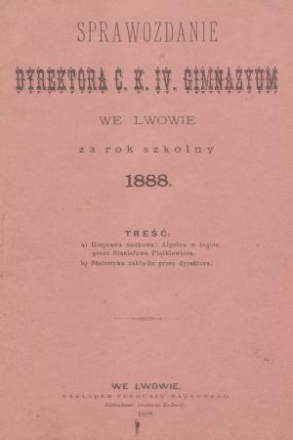 SPRAWOZDANIE
DYREKTORA C. K. IV. GIMNAZYUM
WE LWOWIE
za rok szkolny
1888.
TREŚĆ:
a) Rozprawa naukowa: Algebra w logice,
przez Stanisława Piątkiewicza.
b) Statystyka zakładu przez dyrektora.
WE LWOWIE.
NAKŁADEM FUNDUSZU NAUKOWEGO.
1888.